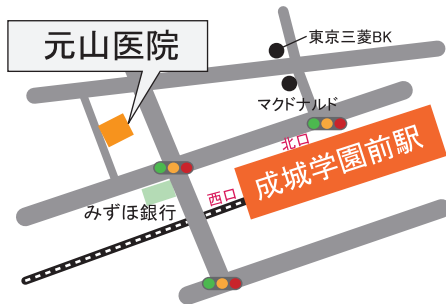 元山医院
東京三菱BK
マクドナルド
北口
成城学園前駅
みずほ銀行
西口